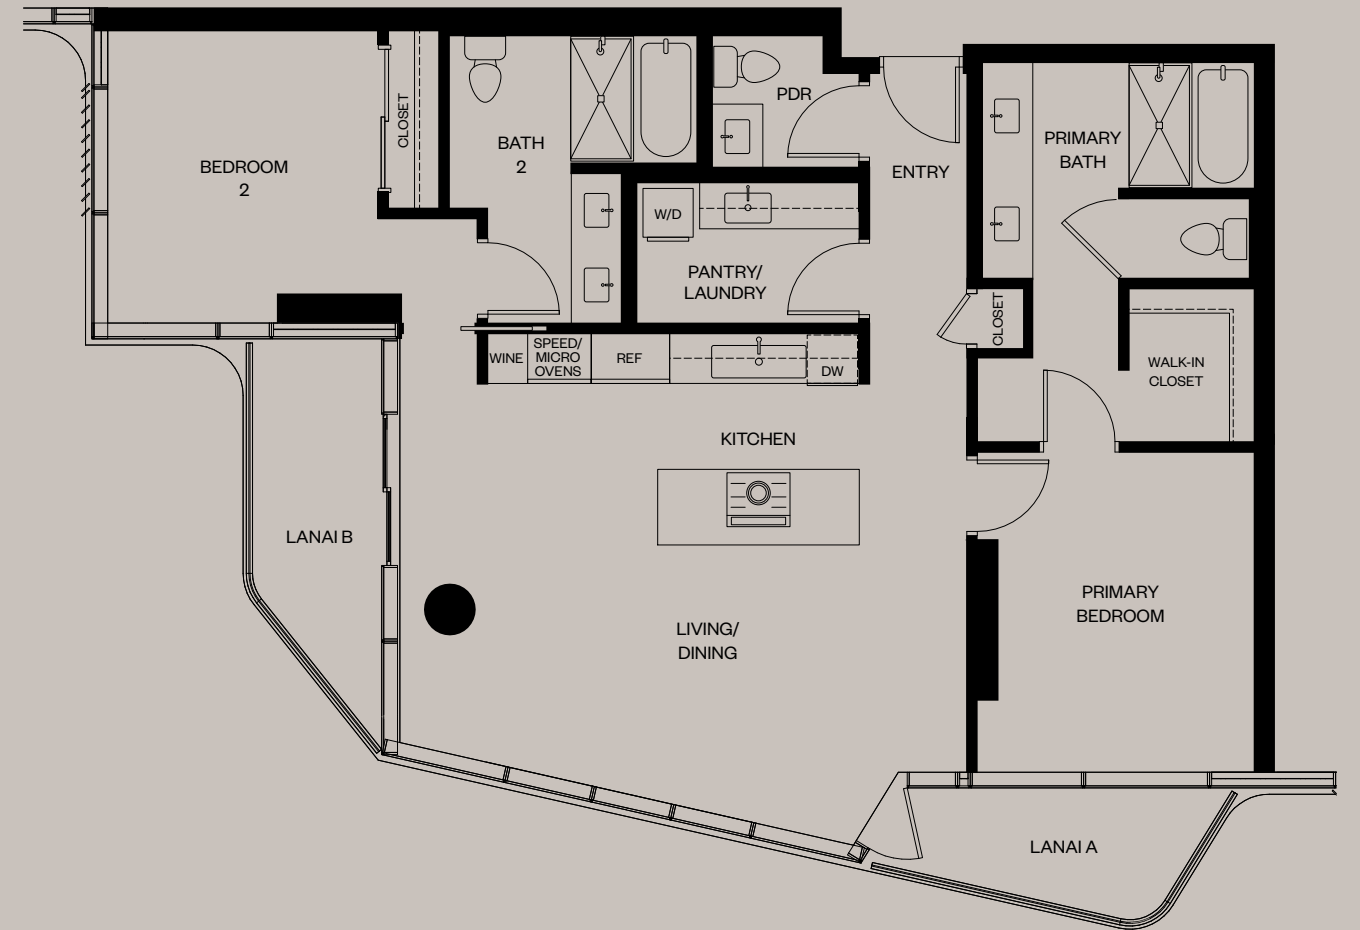 BEDROOM
2
CLOSET
BATH
2
PDR
ENTRY
PRIMARY
BATH
W/D
PANTRY/
LAUNDRY
CLOSET
WALK-IN
CLOSET
WINE
SPEED/
MICRO
OVENS
REF
DW
KITCHEN
LANAI B
LIVING/
DINING
PRIMARY
BEDROOM
LANAI A